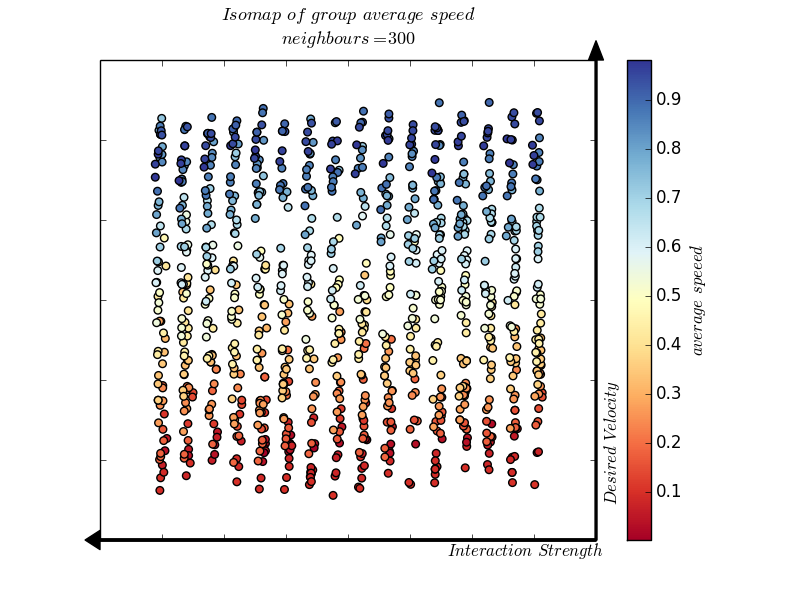 Isomap of group average speed
neighbours =300
0.9
0.8
0.7
0.6
0.5
0.4
0.3
0.2
0.1
average speeed
Desired Velocity
Interaction Strength